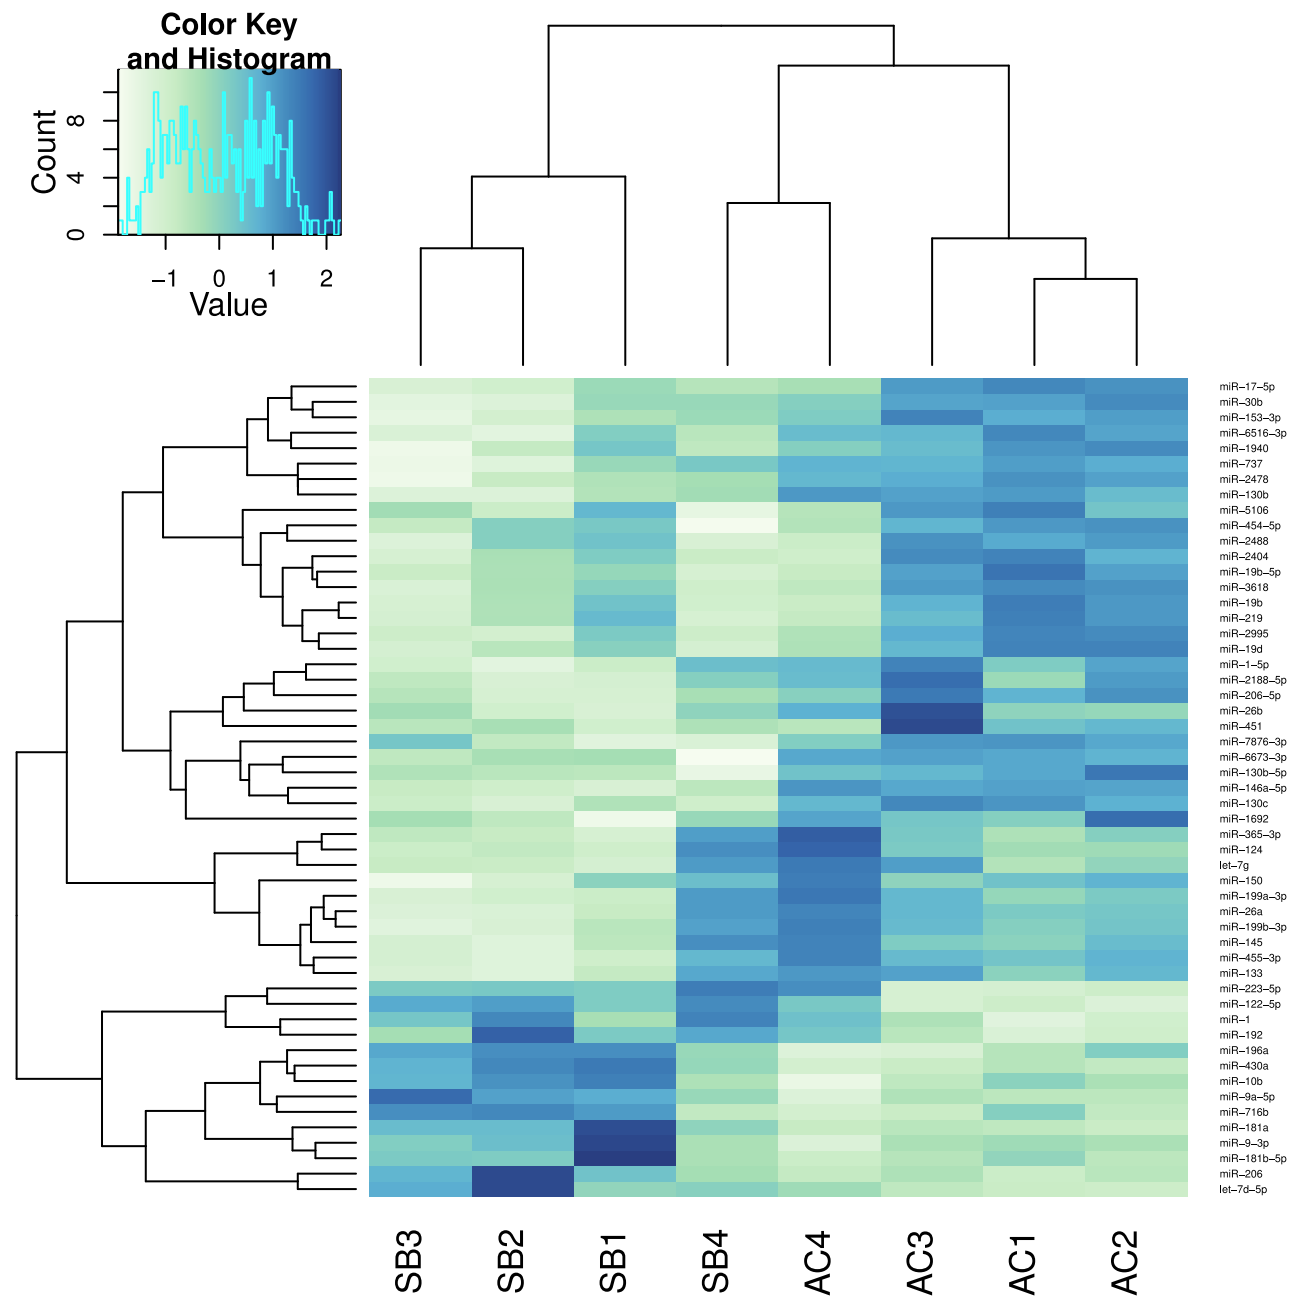 Color Key
and Histogram
Count
0
4
8
−1
0
1
2
Value
miR−17−5p
miR−30b
miR−153−3p
miR−6516−3p
miR−1940
miR−737
miR−2478
miR−130b
miR−5106
miR−454−5p
miR−2488
miR−2404
miR−19b−5p
miR−3618
miR−19b
miR−219
miR−2995
miR−19d
miR−1−5p
miR−2188−5p
miR−206−5p
miR−26b
miR−451
miR−7876−3p
miR−6673−3p
miR−130b−5p
miR−146a−5p
miR−130c
miR−1692
miR−365−3p
miR−124
let−7g
miR−150
miR−199a−3p
miR−26a
miR−199b−3p
miR−145
miR−455−3p
miR−133
miR−223−5p
miR−122−5p
miR−1
miR−192
miR−196a
miR−430a
miR−10b
miR−9a−5p
miR−716b
miR−181a
miR−9−3p
miR−181b−5p
miR−206
let−7d−5p
SB3
SB2
SB1
SB4
AC4
AC3
AC1
AC2